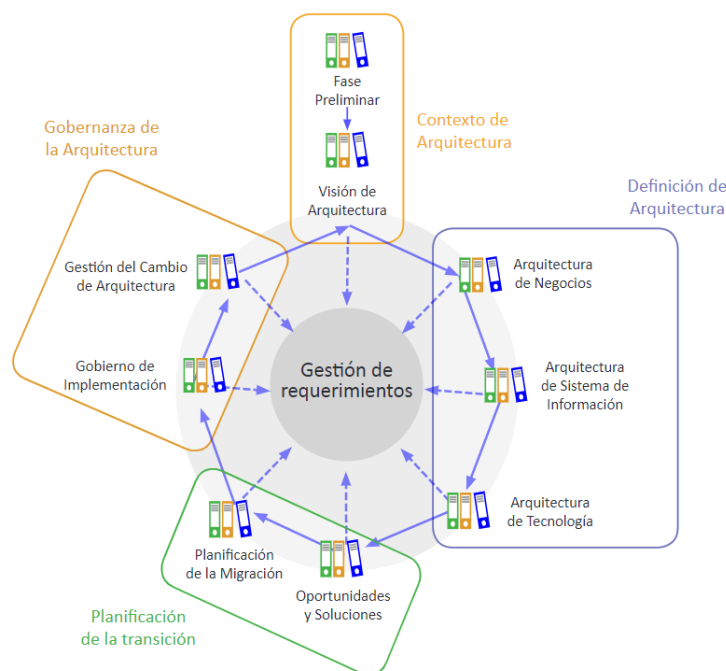 Fase
Preliminar
Contexto de
Arquitectura
Gobernanza de
la Arquitectura
Visión de
Arquitectura
Definición de
Arquitectura
Gestión del Cambio
de Arquitectura
Arquitectura
de Negocios
Gestión de
requerimientos
Gobierno de
Implementación
Arquitectura
de Sistema de
Información
Arquitectura
de Tecnología
Planificación
de la Migración
Oportunidades
y Soluciones
Planificación
de la transición